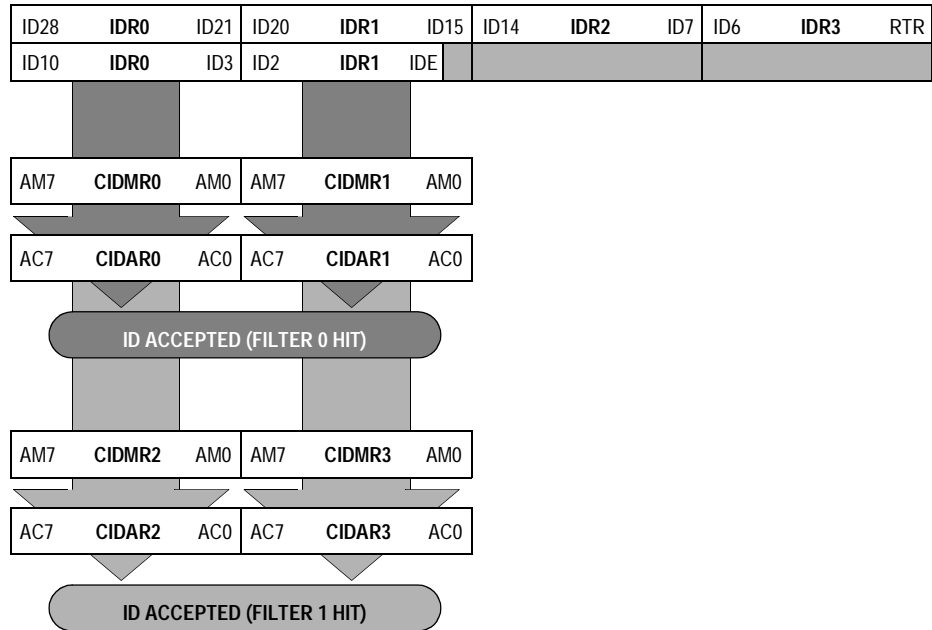 ID28 IDR0 ID21 ID20 IDR1 ID15 ID14 IDR2 ID7 ID6 IDR3 RTR
ID10 IDR0 ID3 ID2 IDR1 IDE
AM7 CIDMR0 AM0 AM7 CIDMR1 AM0
AC7 CIDAR0 AC0 AC7 CIDAR1 AC0
ID ACCEPTED (FILTER 0 HIT)
AM7 CIDMR2 AM0 AM7 CIDMR3 AM0
AC7 CIDAR2 AC0 AC7 CIDAR3 AC0
ID ACCEPTED (FILTER 1 HIT)